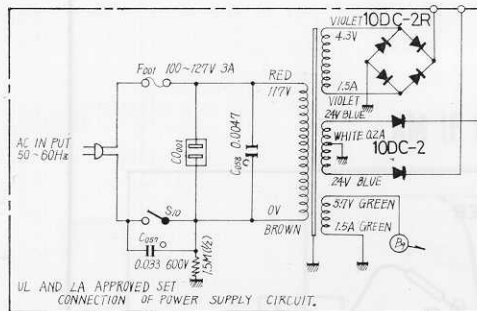 VIOLET 10DC-2R
4.3V
F001 100~127V 3A
RED
117V
1.5A
VIOLET
24V BLUE
WHITE 0.2A
10DC-2
24V BLUE
AC IN PUT
50~60Hz
CO001
C058 0.0047
5.7V GREEN
1.5A GREEN
S10
0V
BROWN
C057
0.033 600V
1.5M(½)
UL AND LA APPROVED SET
CONNECTION OF POWER SUPPLY CIRCUIT.